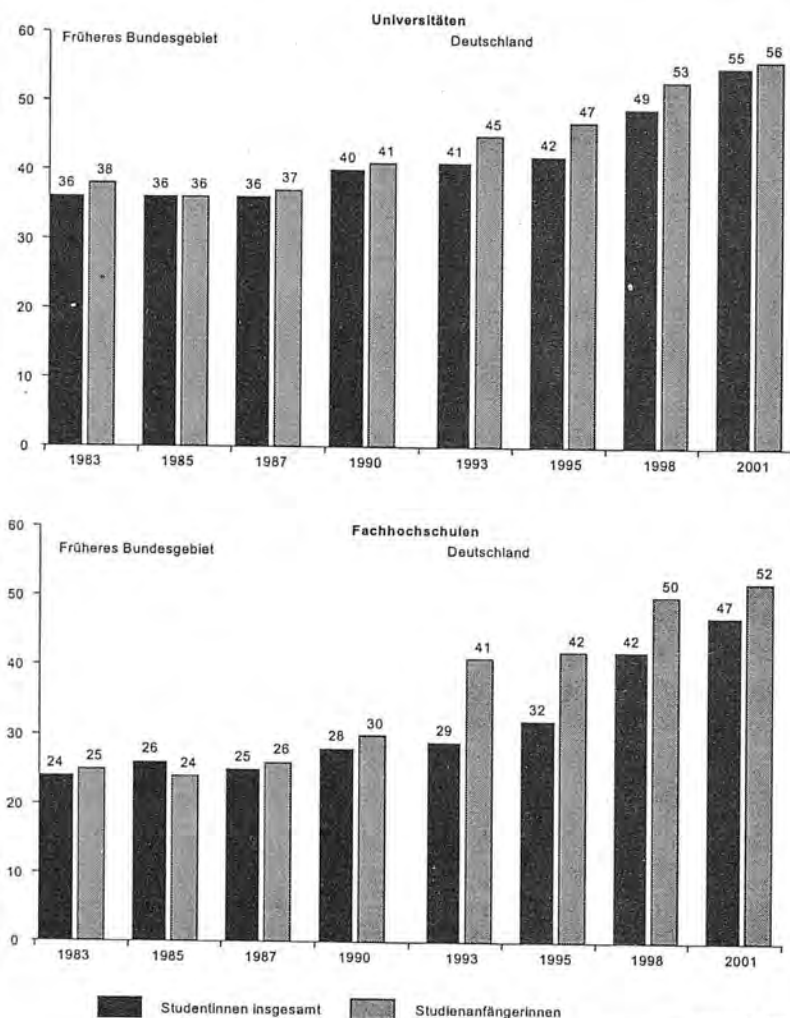 Universitäten
Früheres Bundesgebiet Deutschland
60
50
40
30
20
10
0
36 38 36 36 36 37 40 41 41 45 42 47 49 53 55 56
1983 1985 1987 1990 1993 1995 1998 2001
Fachhochschulen
Früheres Bundesgebiet Deutschland
60
50
40
30
20
10
0
24 25 26 24 25 26 28 30 29 41 32 42 42 50 47 52
1983 1985 1987 1990 1993 1995 1998 2001
Studentinnen insgesamt Studienanfängerinnen